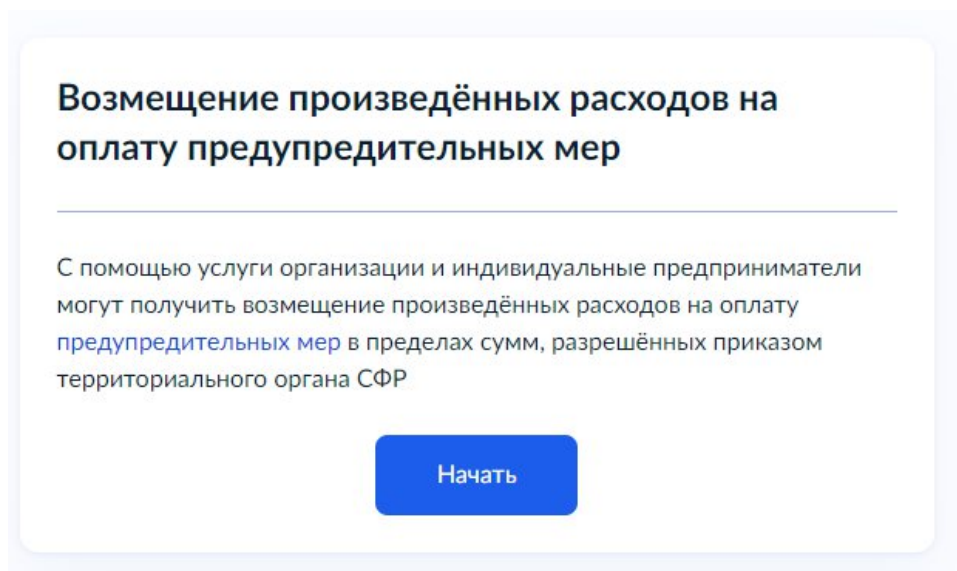 Возмещение произведённых расходов на
оплату предупредительных мер
С помощью услуги организации и индивидуальные предприниматели
могут получить возмещение произведённых расходов на оплату
предупредительных мер в пределах сумм, разрешённых приказом
территориального органа СФР
Начать